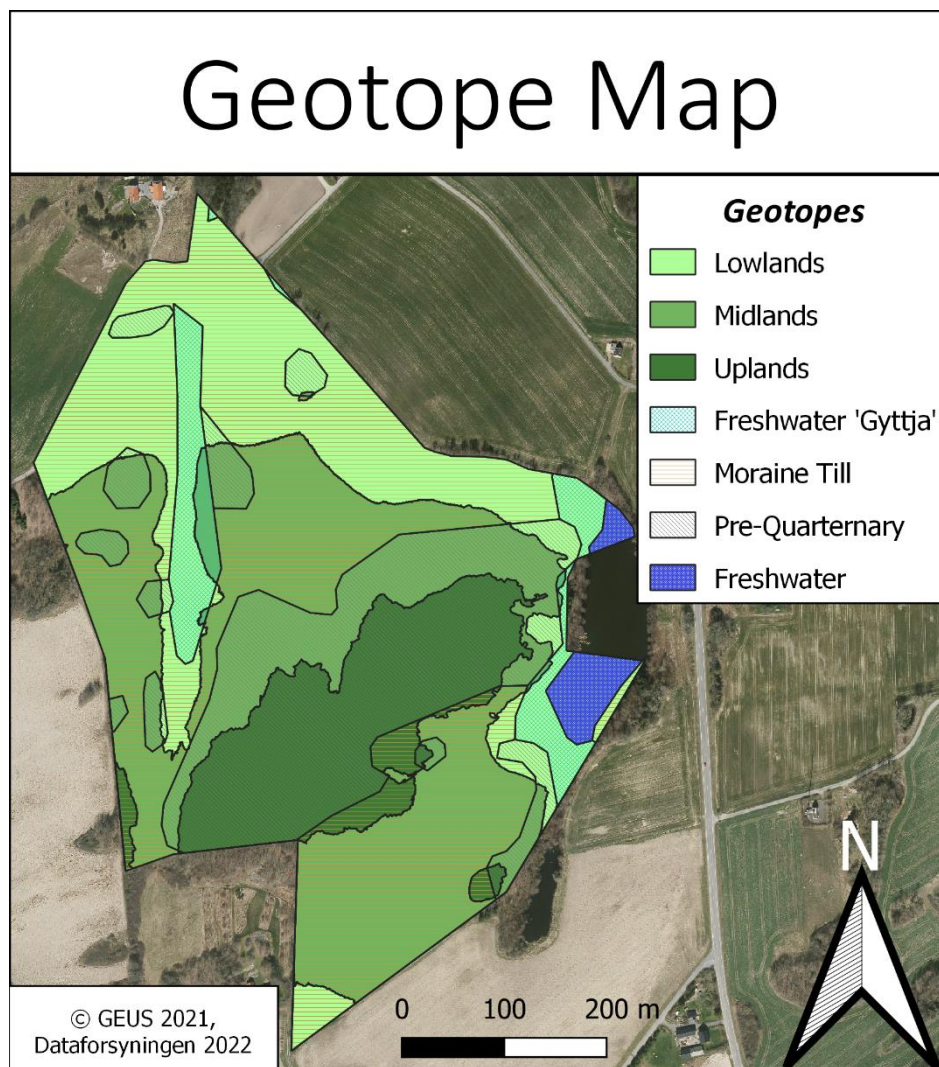 Geotope Map
Geotopes
Lowlands
Midlands
Uplands
Freshwater 'Gyttja'
Moraine Till
Pre-Quarternary
Freshwater
N
0 100 200 m
© GEUS 2021,
Dataforsyningen 2022